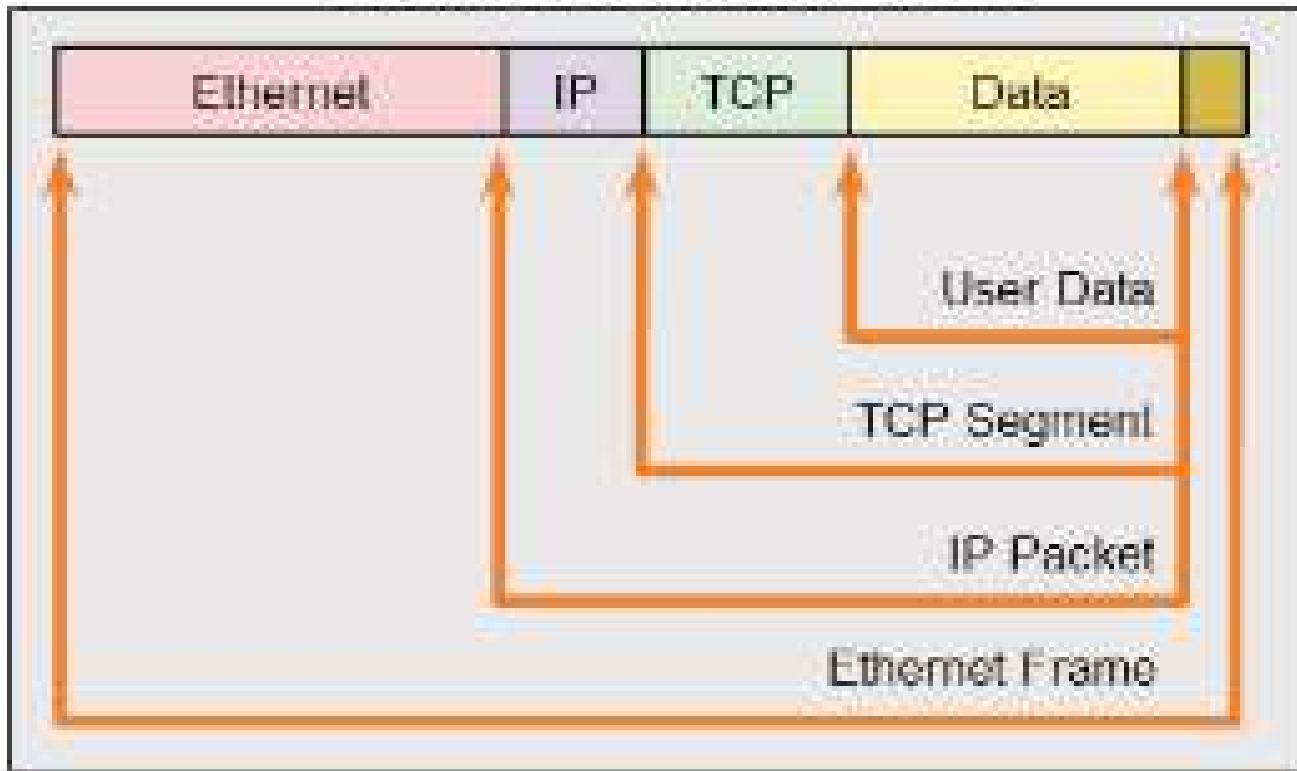 Ethernet IP TCP Data
User Data
TCP Segment
IP Packet
Ethernet Frame